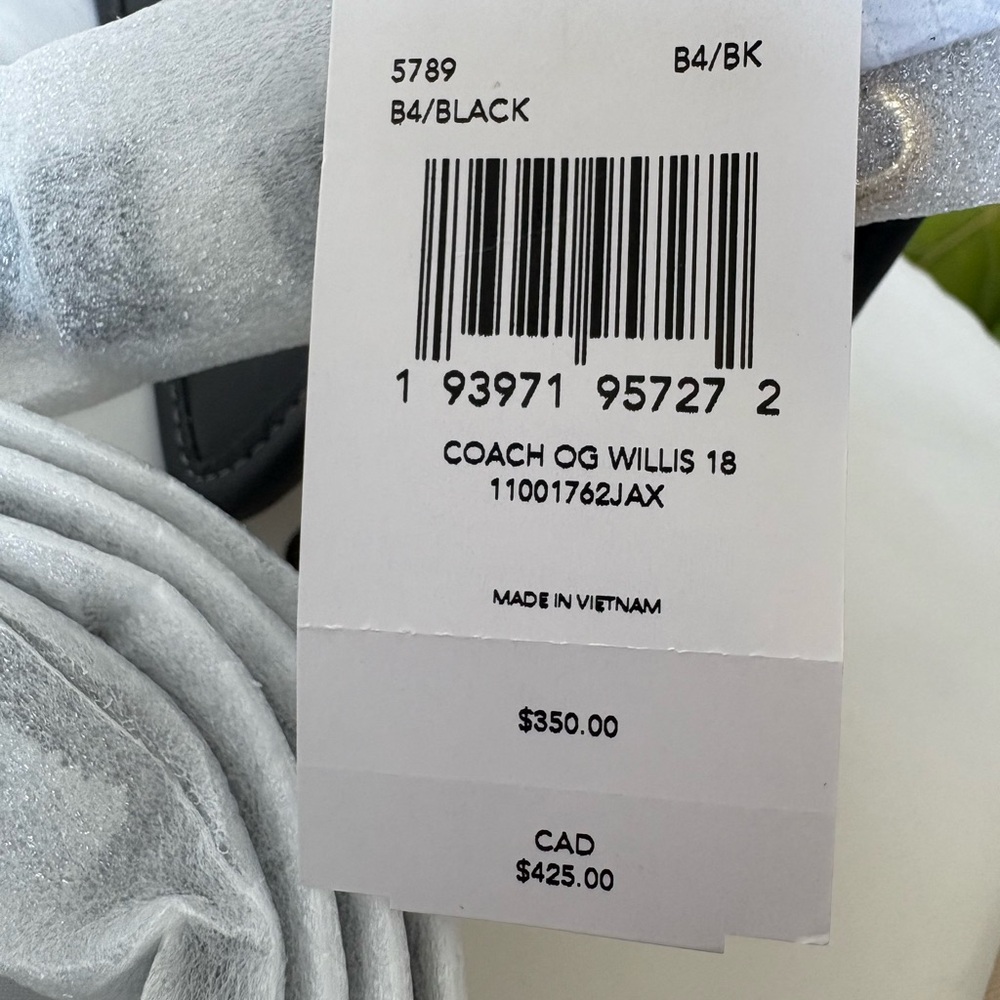 5789 B4/BK
B4/BLACK
1 93971 95727 2
COACH OG WILLIS 18
11001762JAX
MADE IN VIETNAM
$350.00
CAD
$425.00